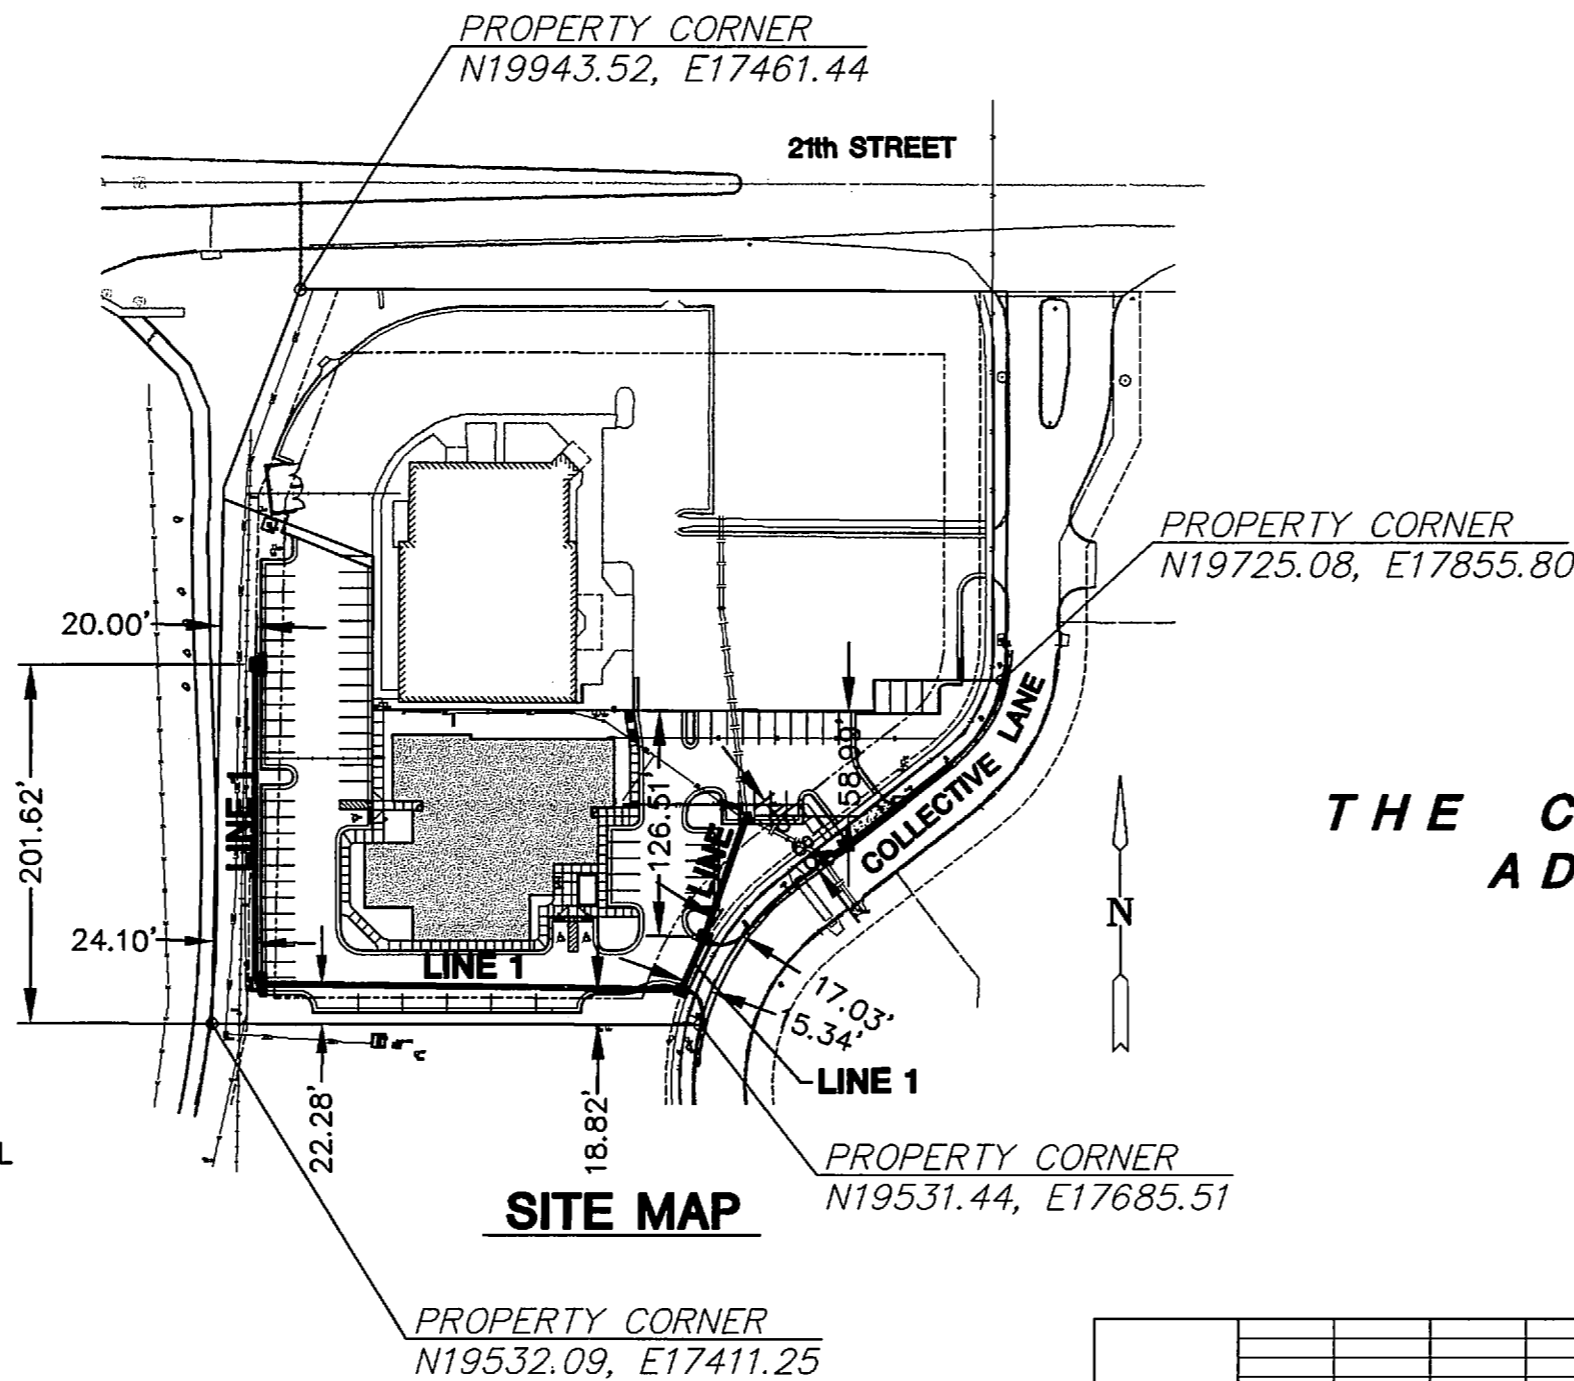 PROPERTY CORNER
N19943.52, E17461.44
21th STREET
PROPERTY CORNER
N19725.08, E17855.80
20.00'
201.62'
LINE 1
126.51'
58.99'
LINE 1
COLLECTIVE LANE
THE C
AD
N
24.10'
LINE 1
17.03'
15.34'
LINE 1
22.28'
18.82'
L
PROPERTY CORNER
N19531.44, E17685.51
SITE MAP
PROPERTY CORNER
N19532.09, E17411.25